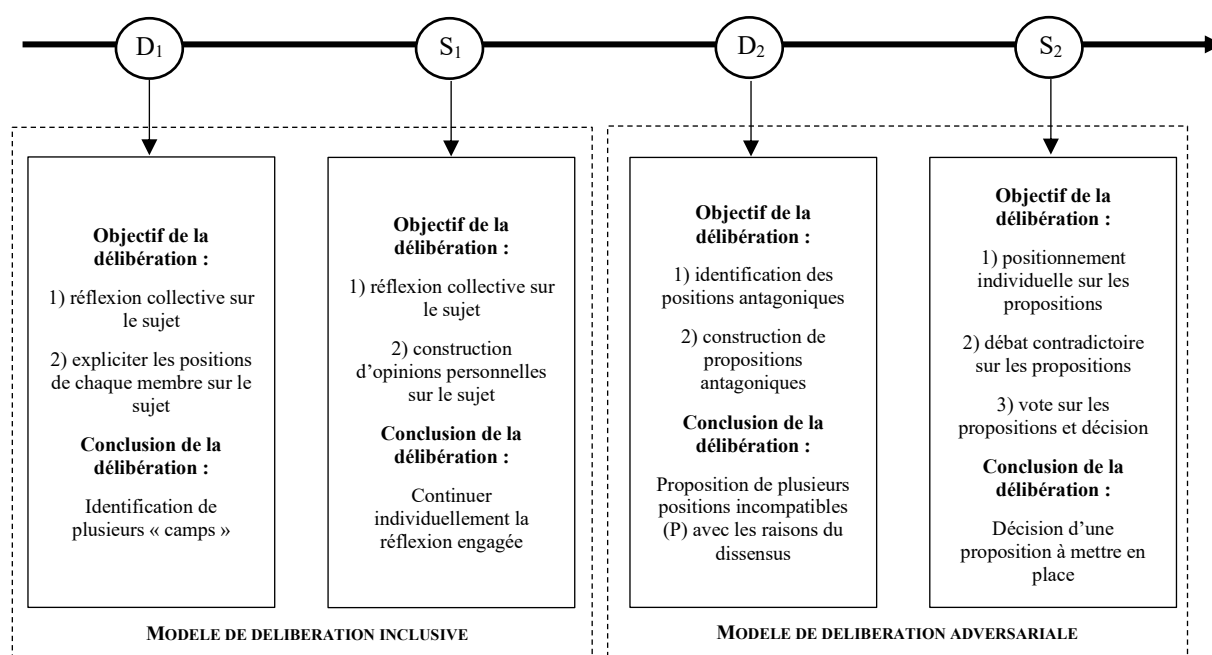 D1
S1
D2
S2
Objectif de la
délibération :
1) réflexion collective sur
le sujet
2) expliciter les positions
de chaque membre sur le
sujet
Conclusion de la
délibération :
Identification de
plusieurs « camps »
Objectif de la
délibération :
1) réflexion collective sur
le sujet
2) construction
d’opinions personnelles
sur le sujet
Conclusion de la
délibération :
Continuer
individuellement la
réflexion engagée
MODELE DE DELIBERATION INCLUSIVE
Objectif de la
délibération :
1) identification des
positions antagoniques
2) construction de
propositions
antagoniques
Conclusion de la
délibération :
Proposition de plusieurs
positions incompatibles
(P) avec les raisons du
dissensus
Objectif de la
délibération :
1) positionnement
individuelle sur les
propositions
2) débat contradictoire
sur les propositions
3) vote sur les
propositions et décision
Conclusion de la
délibération :
Décision d’une
proposition à mettre en
place
MODELE DE DELIBERATION ADVERSARIALE